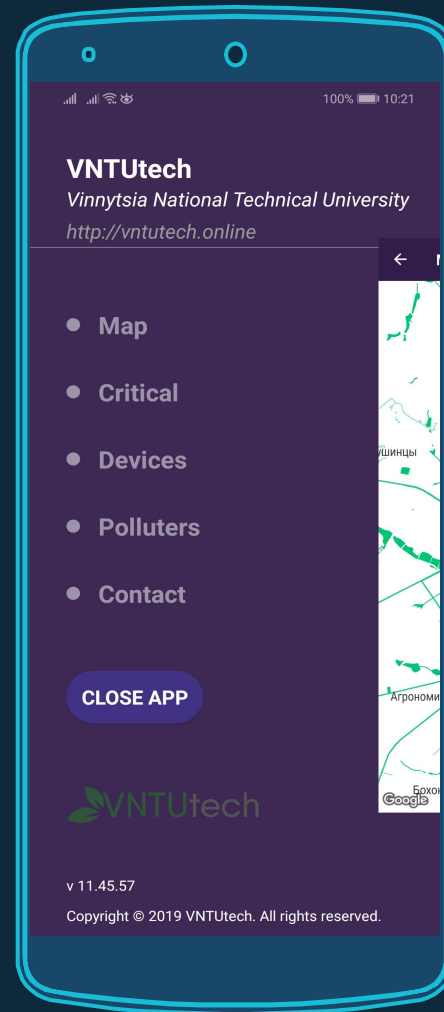 100% 10:21
VNTUtech
Vinnytsia National Technical University
http://vntutech.online
Map
Critical
Devices
Polluters
Contact
CLOSE APP
ушинцы
Агрономи
Бохон
Google
VNTUtech
v 11.45.57
Copyright © 2019 VNTUtech. All rights reserved.